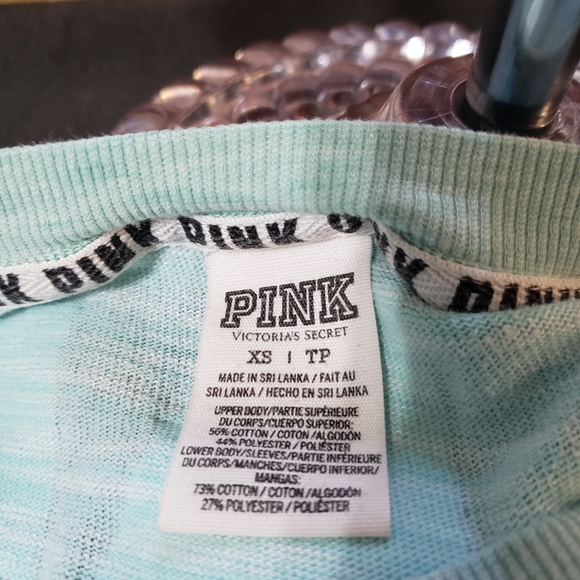 PINK PINK PINK
PINK
VICTORIA'S SECRET
XS | TP
MADE IN SRI LANKA / FAIT AU
SRI LANKA / HECHO EN SRI LANKA
UPPER BODY/PARTIE SUPÉRIEURE
DU CORPS/CUERPO SUPERIOR:
56% COTTON / COTON /ALGODÓN
44% POLYESTER / POLIÉSTER
LOWER BODY/SLEEVES/PARTIE INFÉRIEURE
DU CORPS/MANCHES/CUERPO INFERIOR/
MANGAS:
73% COTTON / COTON / ALGODÓN
27% POLYESTER / POLIÉSTER